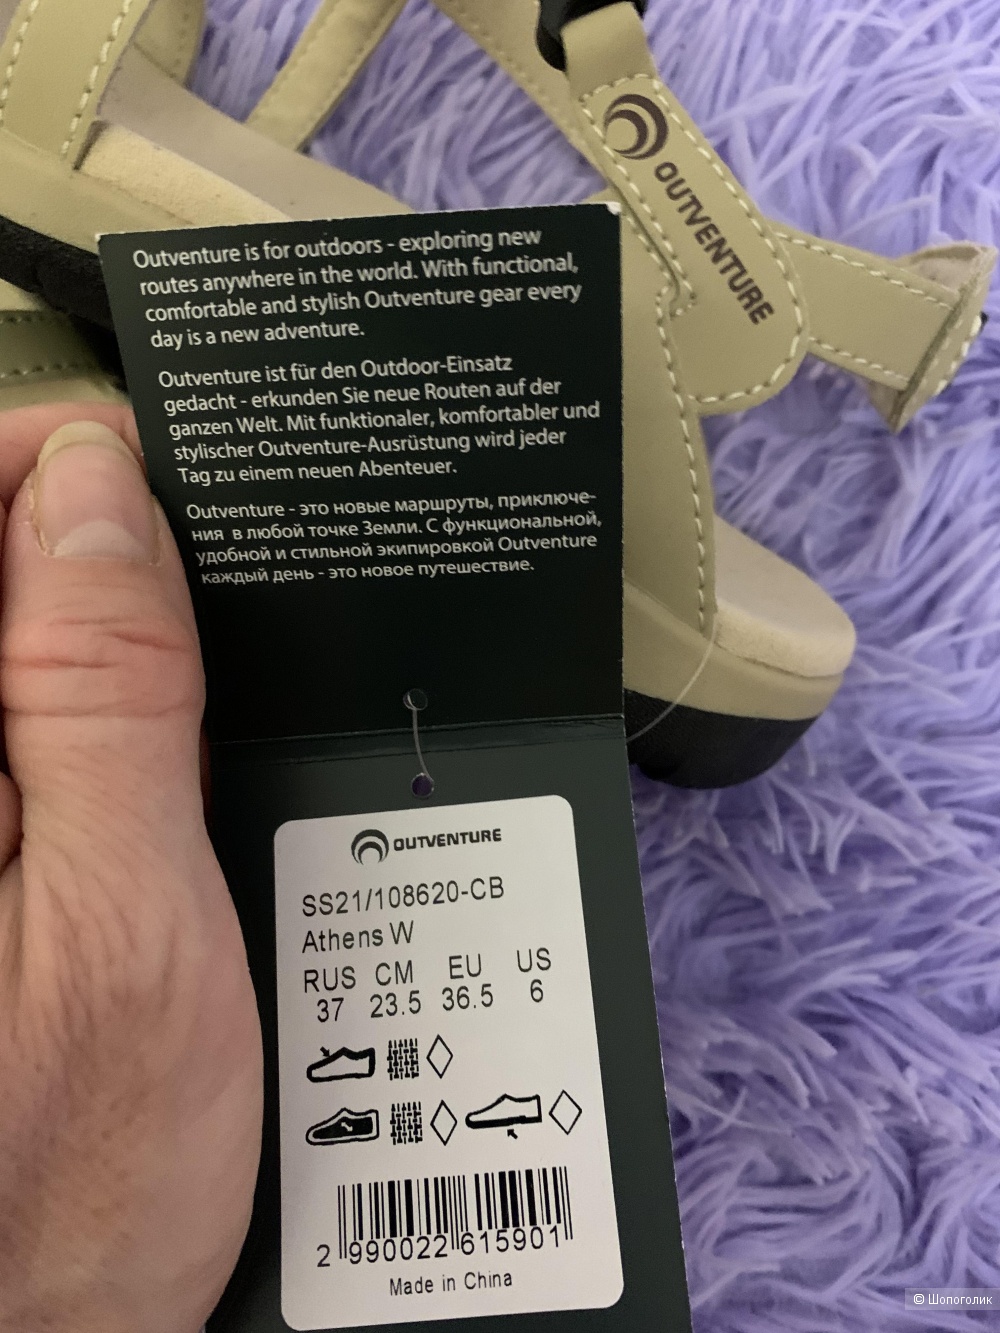 OUTVENTURE
Outventure is for outdoors - exploring new
routes anywhere in the world. With functional,
comfortable and stylish Outventure gear every
day is a new adventure.
Outventure ist für den Outdoor-Einsatz
gedacht - erkunden Sie neue Routen auf der
ganzen Welt. Mit funktionaler, komfortabler und
stylischer Outventure-Ausrüstung wird jeder
Tag zu einem neuen Abenteuer.
Outventure - это новые маршруты, приключе-
ния в любой точке Земли. С функциональной,
удобной и стильной экипировкой Outventure
каждый день - это новое путешествие.
OUTVENTURE
SS21/108620-CB
Athens W
RUS CM EU US
37 23.5 36.5 6
2 990022 615901
Made in China
© Шопоголик